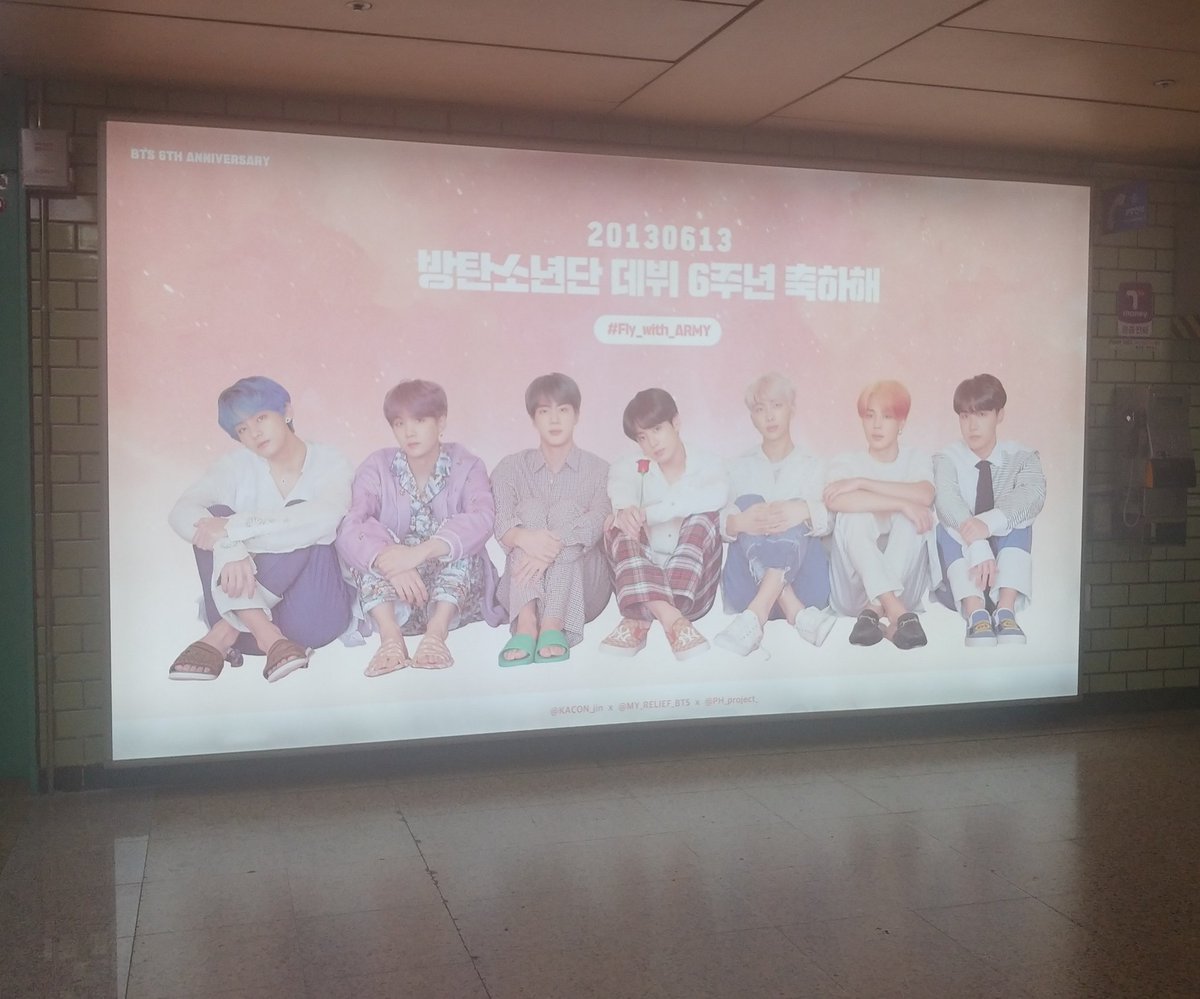 BTS 6TH ANNIVERSARY
20130613
방탄소년단 데뷔 6주년 축하해
#Fly_with_ARMY
@KACON_jin x @MY_RELIEF_BTS x @PH_project_
money